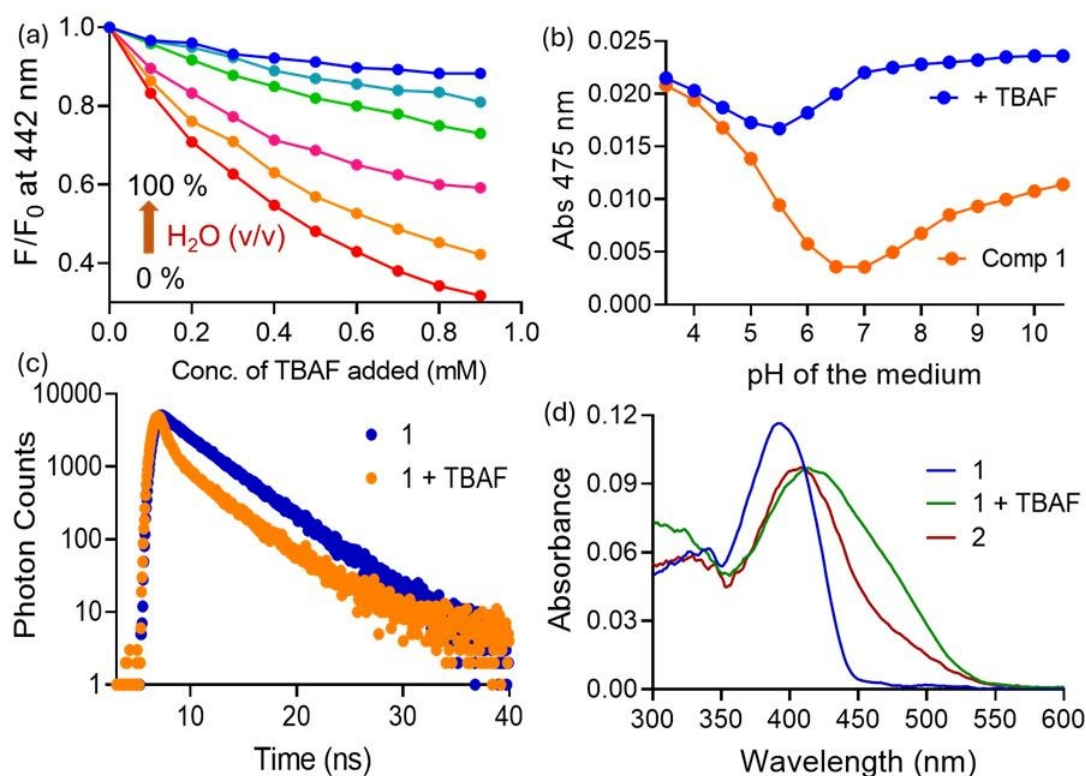 (a)
1.0
0.8
0.6
0.4
F/F₀ at 442 nm
100 %
H₂O (v/v)
0 %
0.0 0.2 0.4 0.6 0.8 1.0
Conc. of TBAF added (mM)
(b)
0.025
0.020
0.015
0.010
0.005
0.000
Abs 475 nm
+ TBAF
Comp 1
4 5 6 7 8 9 10
pH of the medium
(c)
10000
1000
100
10
1
Photon Counts
1
1 + TBAF
10 20 30 40
Time (ns)
(d)
0.12
0.09
0.06
0.03
0.00
Absorbance
1
1 + TBAF
2
300 350 400 450 500 550 600
Wavelength (nm)